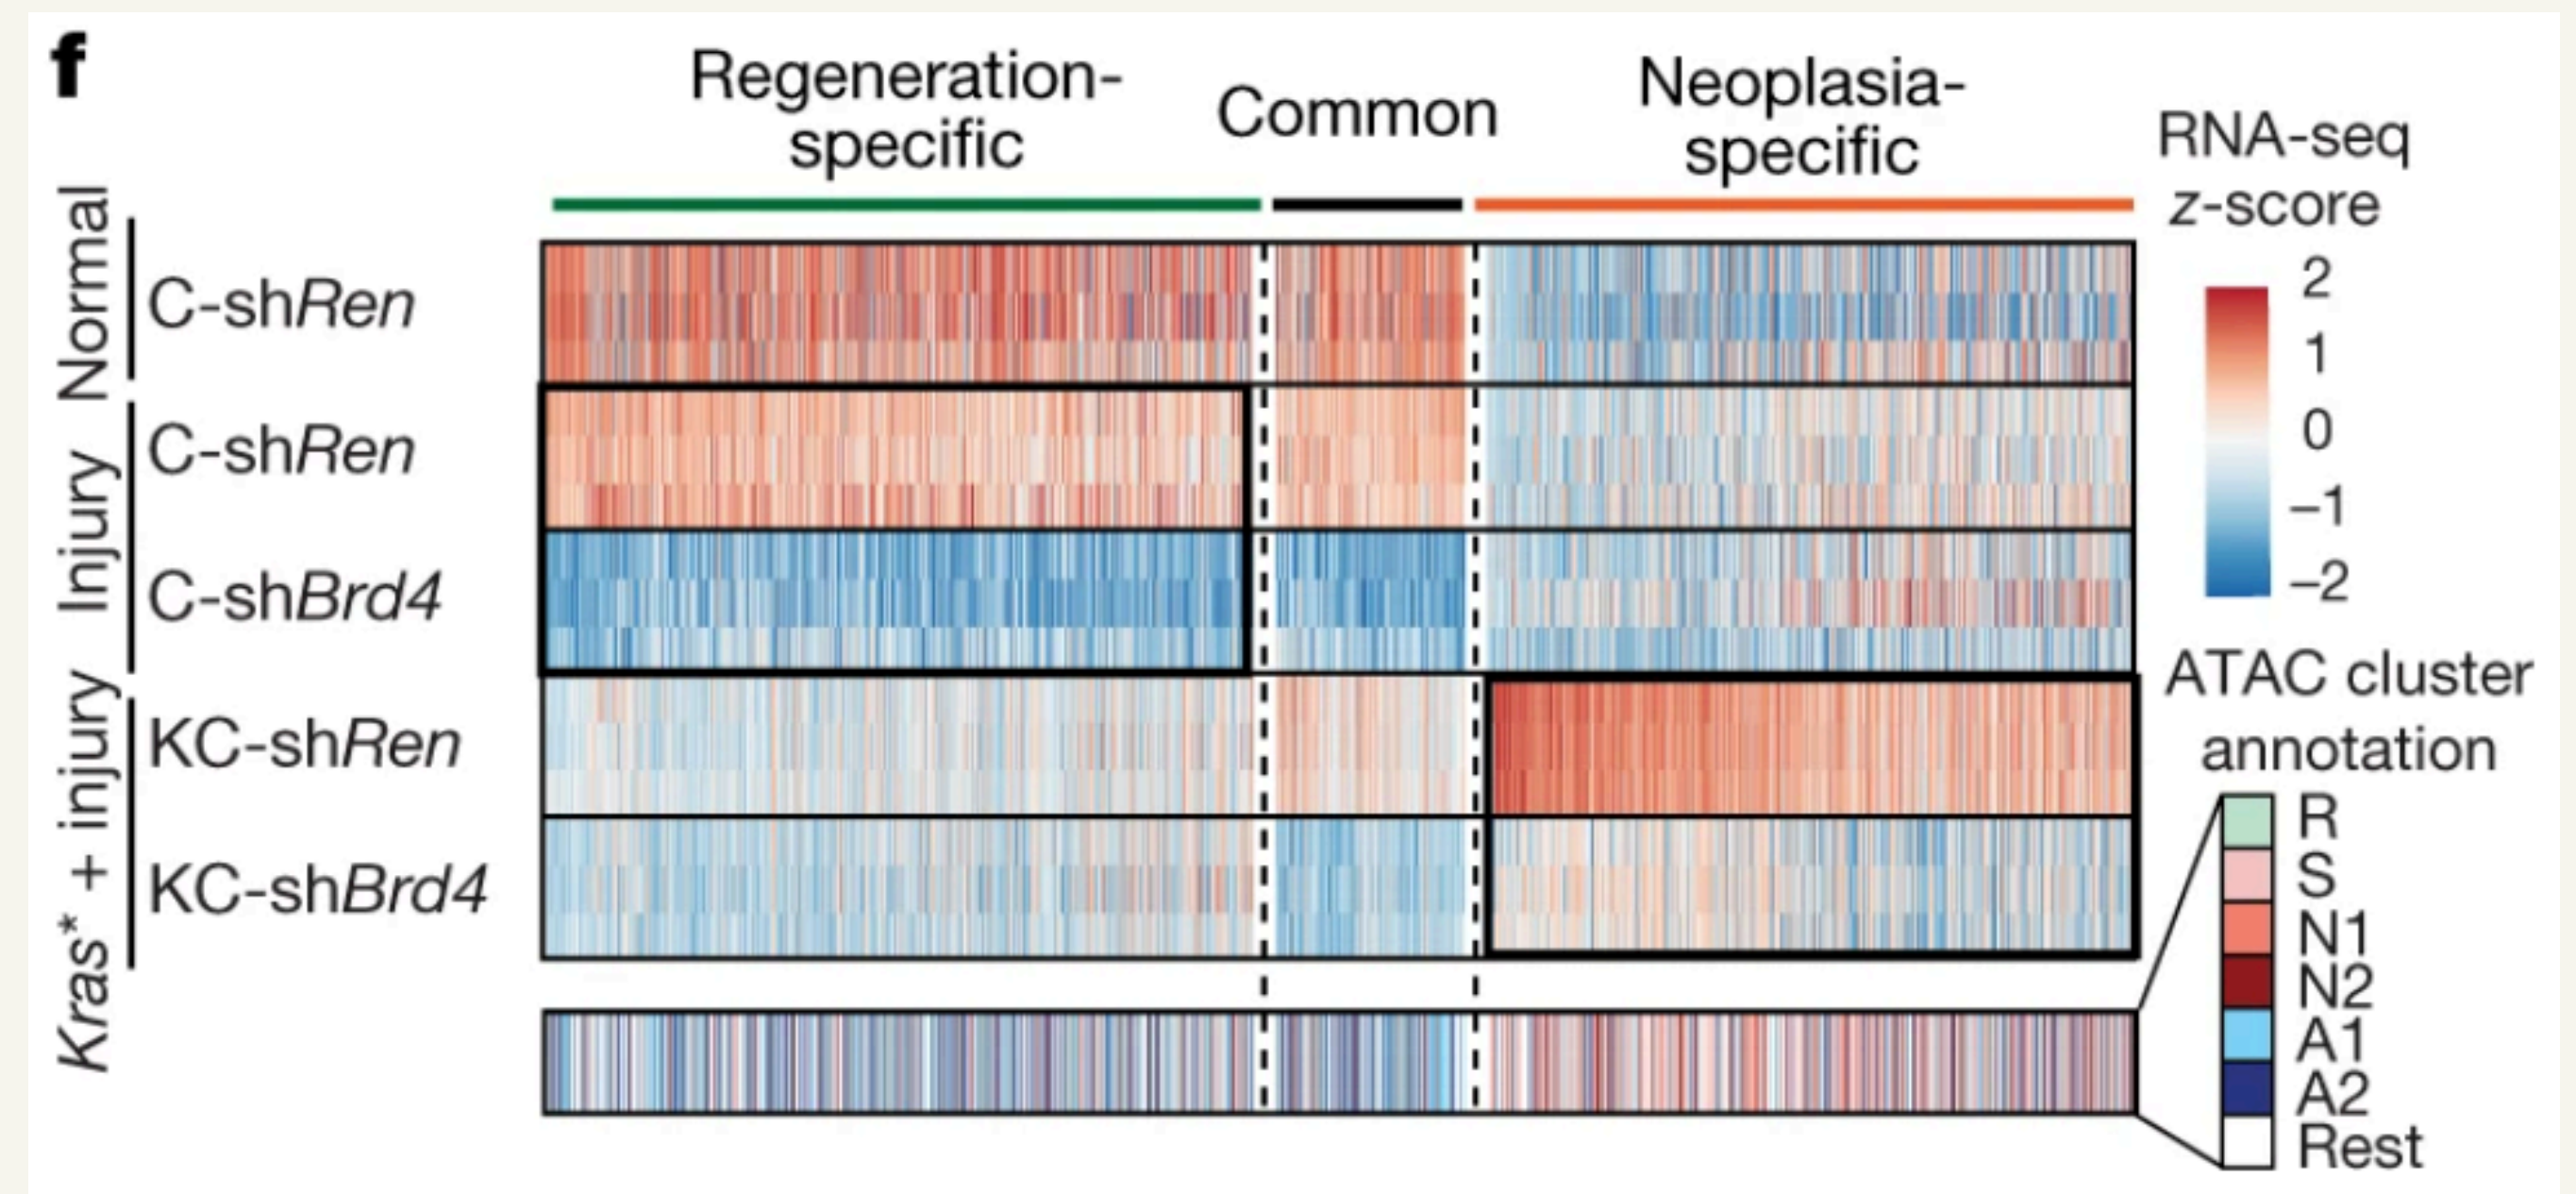 f
Regeneration-
specific
Common
Neoplasia-
specific
RNA-seq
z-score
2
1
0
–1
–2
Normal
C-shRen
Injury
C-shRen
C-shBrd4
Kras* + injury
KC-shRen
KC-shBrd4
ATAC cluster
annotation
R
S
N1
N2
A1
A2
Rest